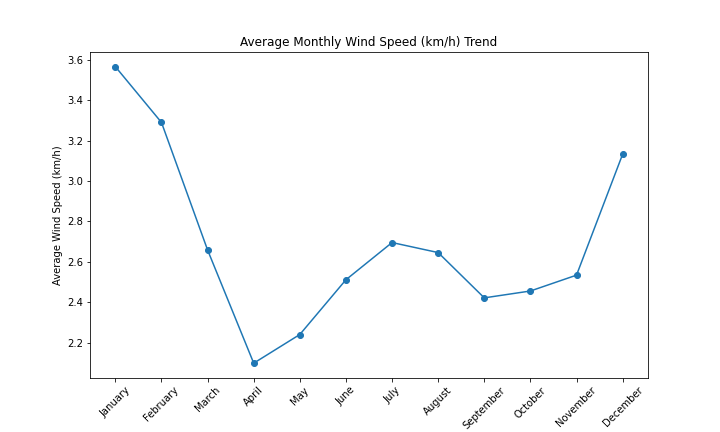 Average Monthly Wind Speed (km/h) Trend
Average Wind Speed (km/h)
3.6
3.4
3.2
3.0
2.8
2.6
2.4
2.2
January
February
March
April
May
June
July
August
September
October
November
December